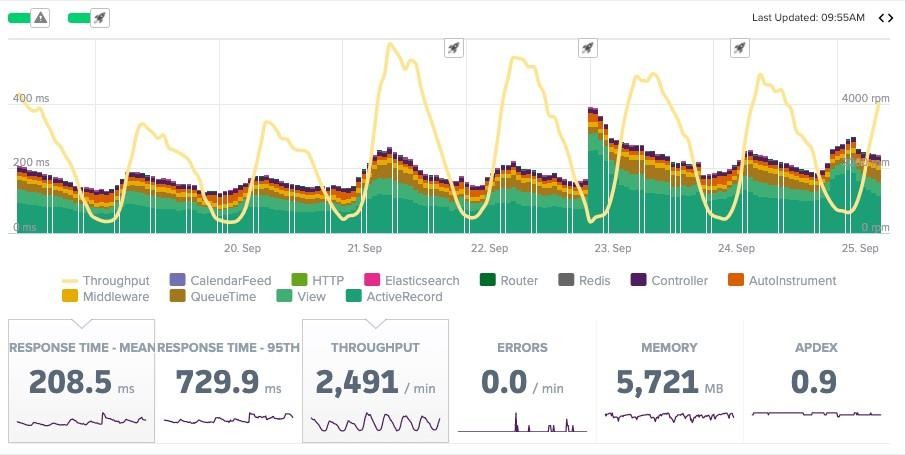 Last Updated: 09:55AM
400 ms
4000 rpm
200 ms
0 ms
0 rpm
20. Sep
21. Sep
22. Sep
23. Sep
24. Sep
25. Sep
Throughput
CalendarFeed
HTTP
Elasticsearch
Router
Redis
Controller
AutoInstrument
Middleware
QueueTime
View
ActiveRecord
RESPONSE TIME - MEAN
RESPONSE TIME - 95TH
THROUGHPUT
ERRORS
MEMORY
APDEX
208.5 ms
729.9 ms
2,491 / min
0.0 / min
5,721 MB
0.9